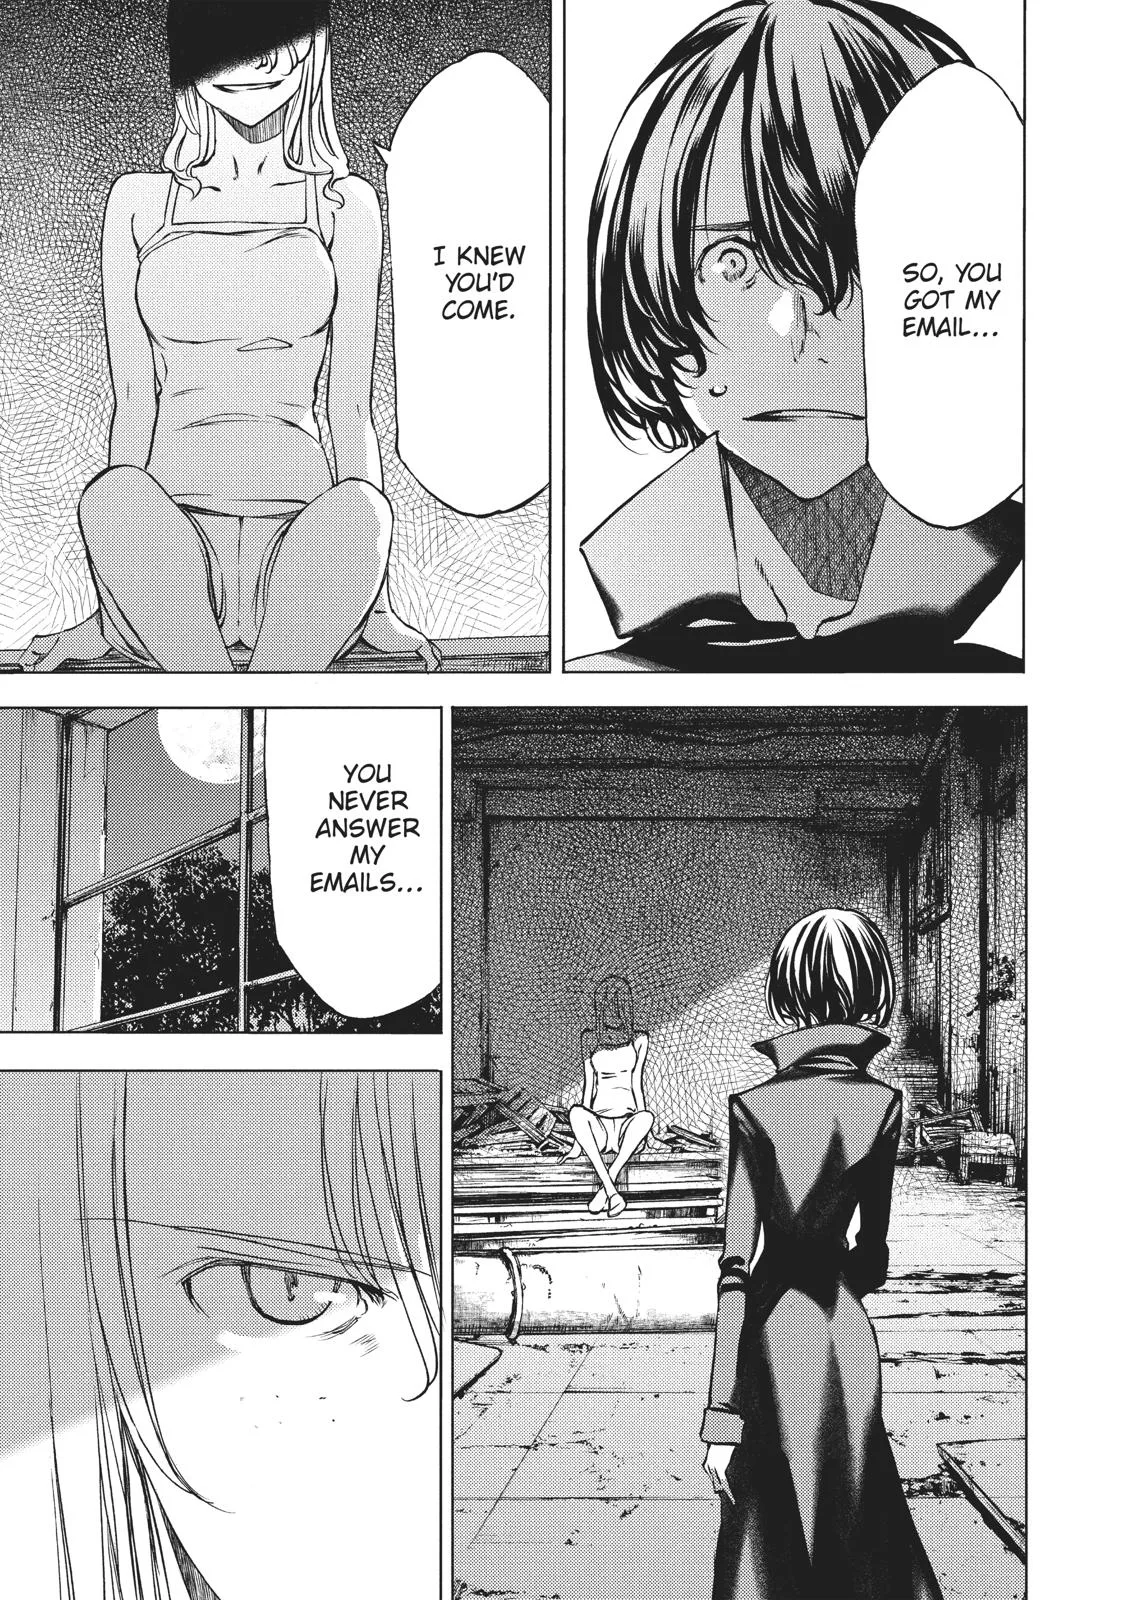 SO, YOU
GOT MY
EMAIL...
I KNEW
YOU'D
COME.
YOU
NEVER
ANSWER
MY
EMAILS...